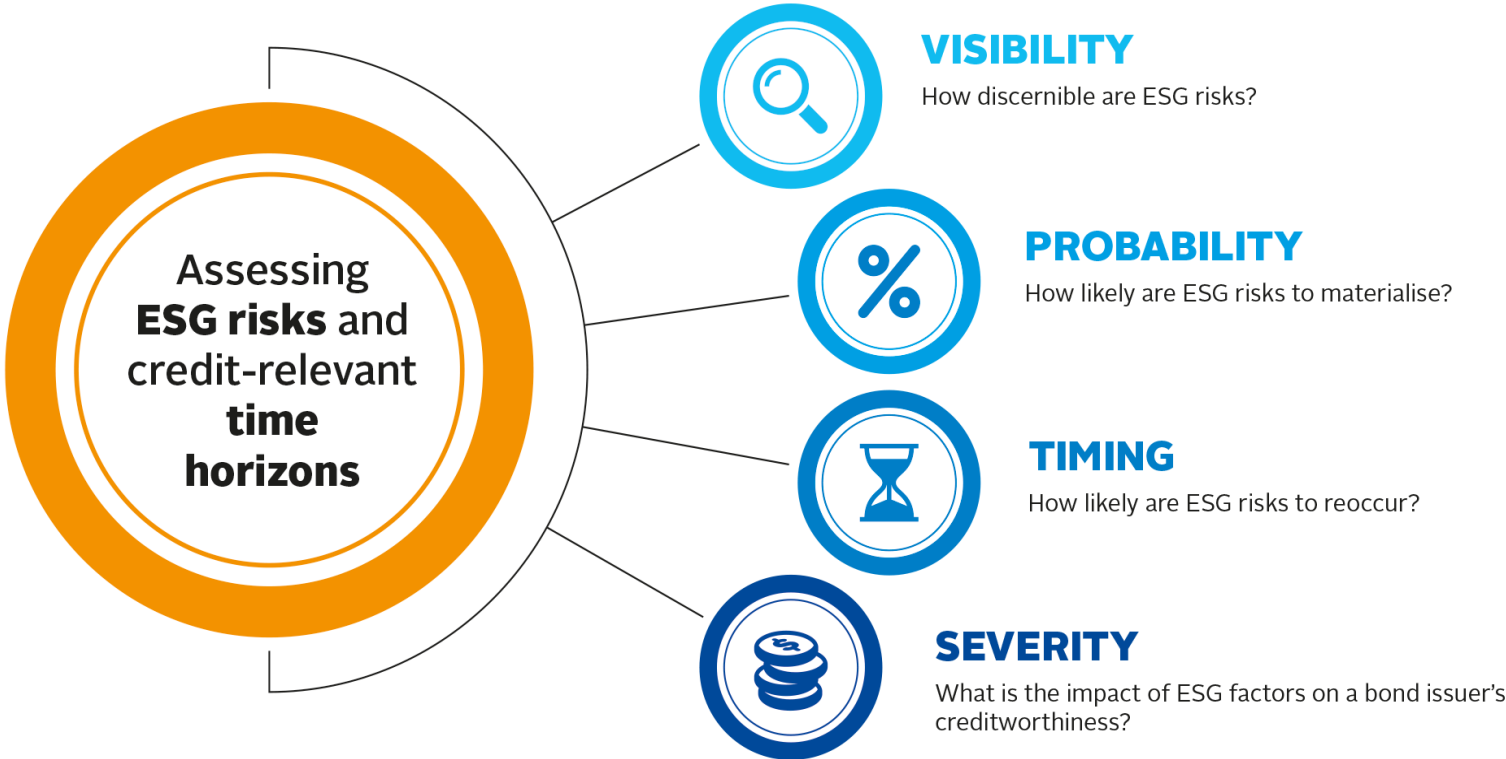 Assessing
ESG risks and
credit-relevant
time
horizons
VISIBILITY
How discernible are ESG risks?
PROBABILITY
How likely are ESG risks to materialise?
TIMING
How likely are ESG risks to reoccur?
SEVERITY
What is the impact of ESG factors on a bond issuer’s
creditworthiness?